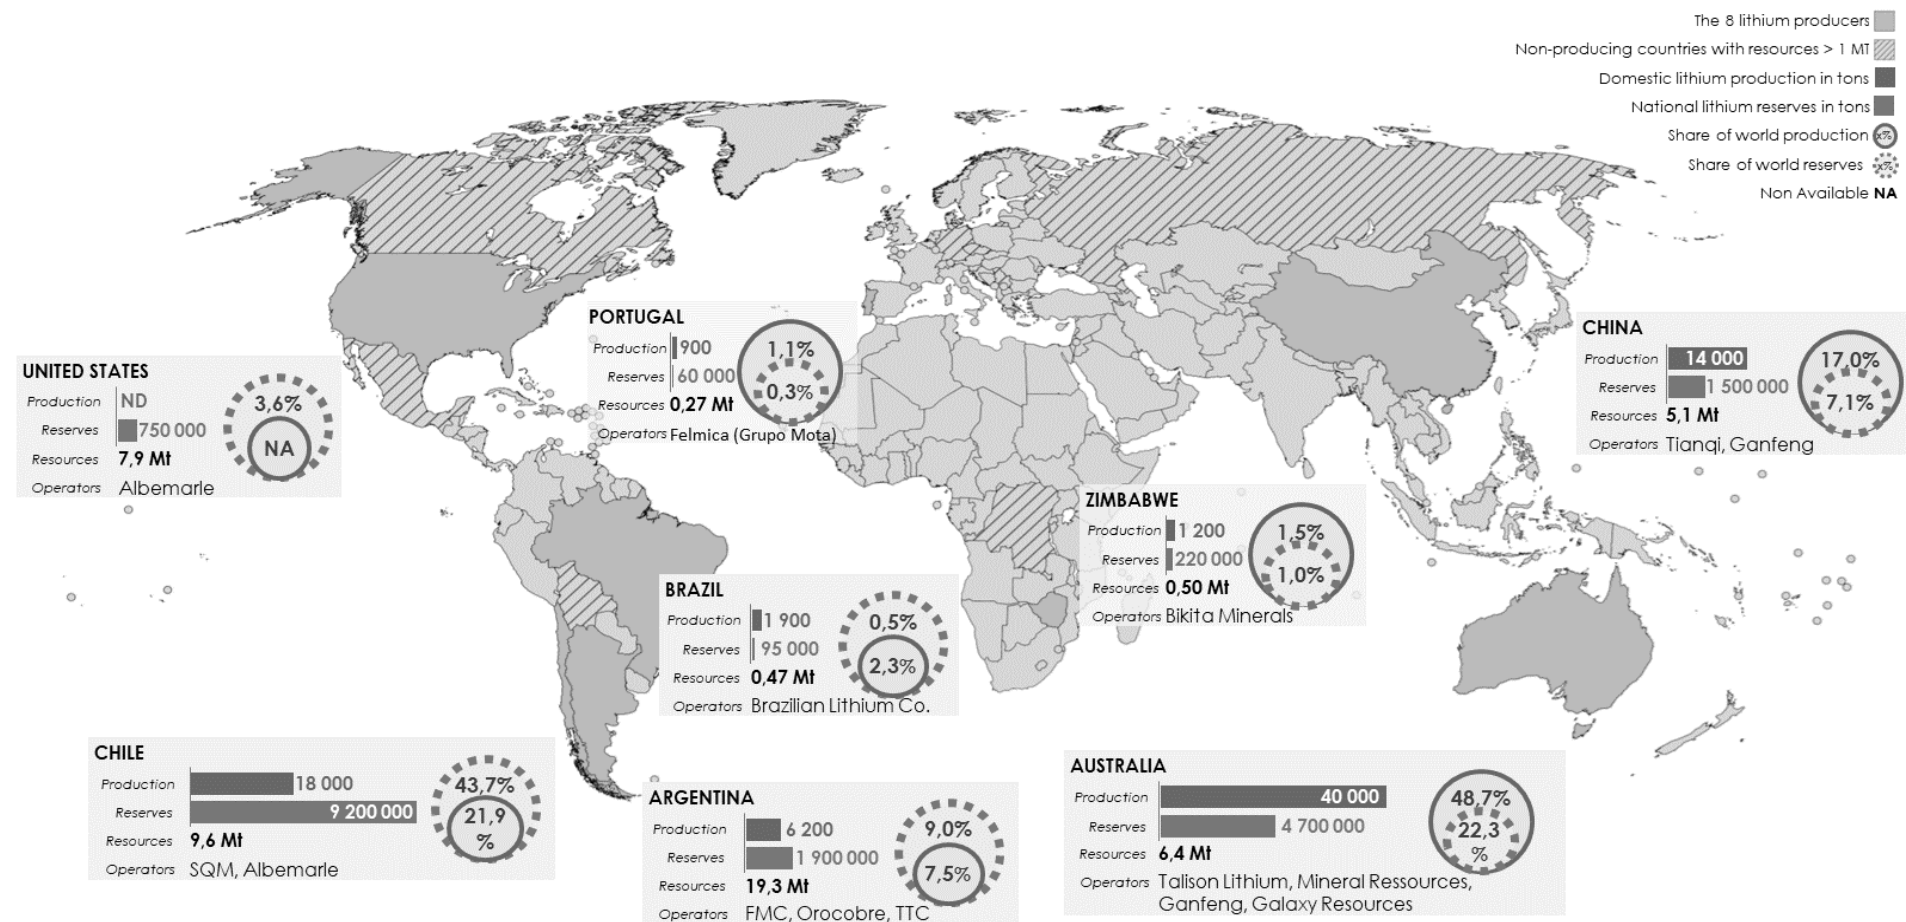 The 8 lithium producers
Non-producing countries with resources > 1 MT
Domestic lithium production in tons
National lithium reserves in tons
Share of world production x%
Share of world reserves x%
Non Available NA
PORTUGAL
Production 900
Reserves 60 000
Resources 0,27 Mt
Operators Felmica (Grupo Mota)
1,1%
0,3%
CHINA
Production 14 000
Reserves 1 500 000
Resources 5,1 Mt
Operators Tianqi, Ganfeng
17,0%
7,1%
UNITED STATES
Production ND
Reserves 750 000
Resources 7,9 Mt
Operators Albemarle
3,6%
NA
ZIMBABWE
Production 1 200
Reserves 220 000
Resources 0,50 Mt
Operators Bikita Minerals
1,5%
1,0%
BRAZIL
Production 1 900
Reserves 95 000
Resources 0,47 Mt
Operators Brazilian Lithium Co.
0,5%
2,3%
CHILE
Production 18 000
Reserves 9 200 000
Resources 9,6 Mt
Operators SQM, Albemarle
43,7%
21,9
%
ARGENTINA
Production 6 200
Reserves 1 900 000
Resources 19,3 Mt
Operators FMC, Orocobre, TTC
9,0%
7,5%
AUSTRALIA
Production 40 000
Reserves 4 700 000
Resources 6,4 Mt
Operators Talison Lithium, Mineral Ressources,
Ganfeng, Galaxy Resources
48,7%
22,3
%